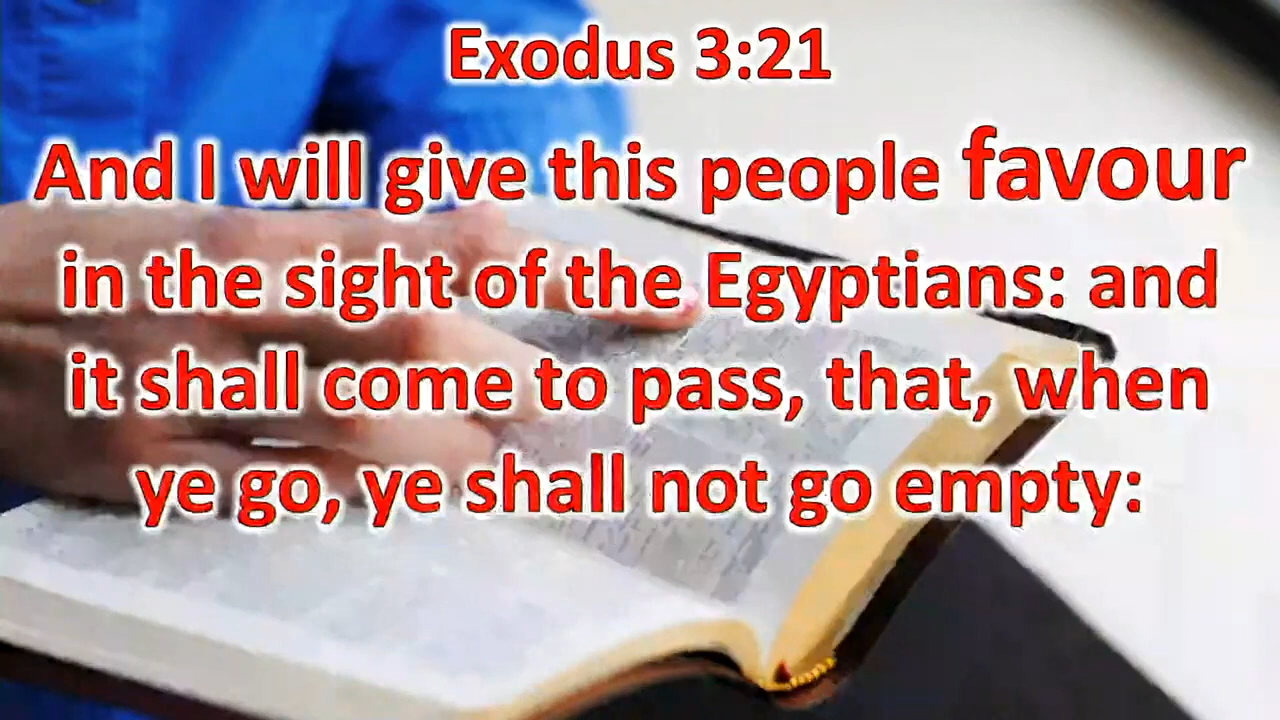 Exodus 3:21
And I will give this people favour
in the sight of the Egyptians: and
it shall come to pass, that, when
ye go, ye shall not go empty: